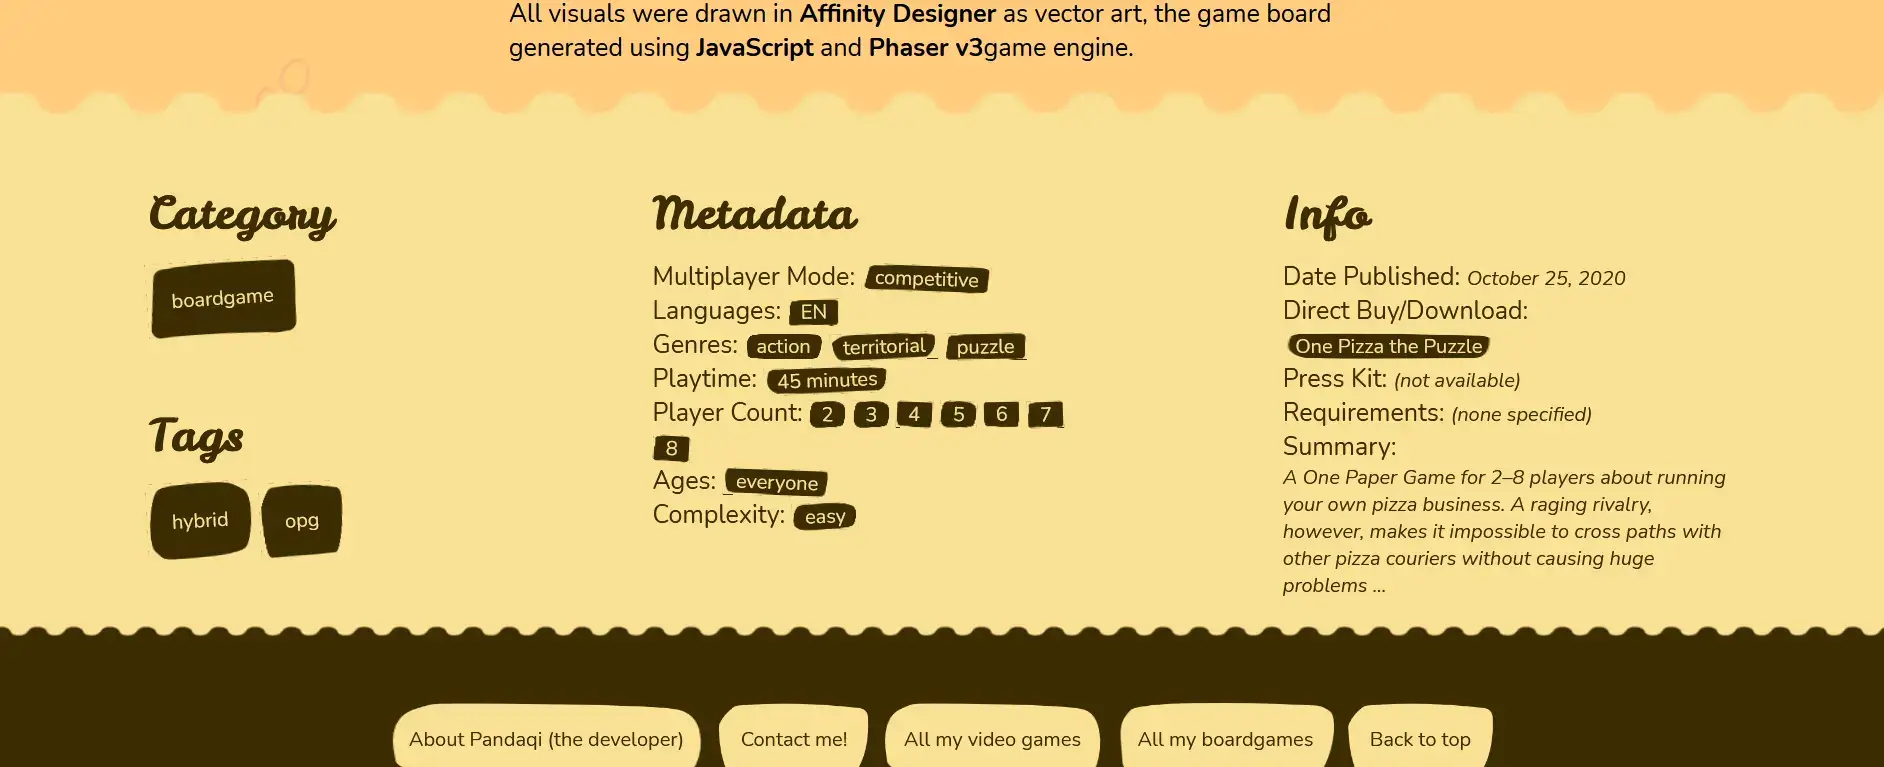 All visuals were drawn in Affinity Designer as vector art, the game board
generated using JavaScript and Phaser v3game engine.
Category
boardgame
Tags
hybrid opg
Metadata
Multiplayer Mode: competitive
Languages: EN
Genres: action territorial puzzle
Playtime: 45 minutes
Player Count: 2 3 4 5 6 7
8
Ages: everyone
Complexity: easy
Info
Date Published: October 25, 2020
Direct Buy/Download:
One Pizza the Puzzle
Press Kit: (not available)
Requirements: (none specified)
Summary:
A One Paper Game for 2–8 players about running
your own pizza business. A raging rivalry,
however, makes it impossible to cross paths with
other pizza couriers without causing huge
problems ...
About Pandaqi (the developer) Contact me! All my video games All my boardgames Back to top